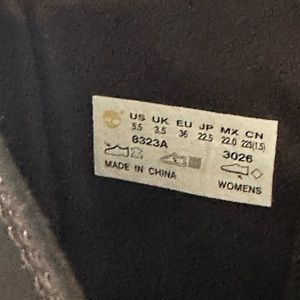 US UK EU JP MX CN
5.5 3.5 36 22.5 22.0 225(1.5)
8323A 3026
MADE IN CHINA WOMENS